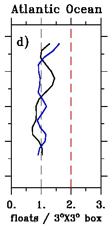 Atlantic Ocean
d)
0. 1. 2. 3.
floats / 3°X3° box